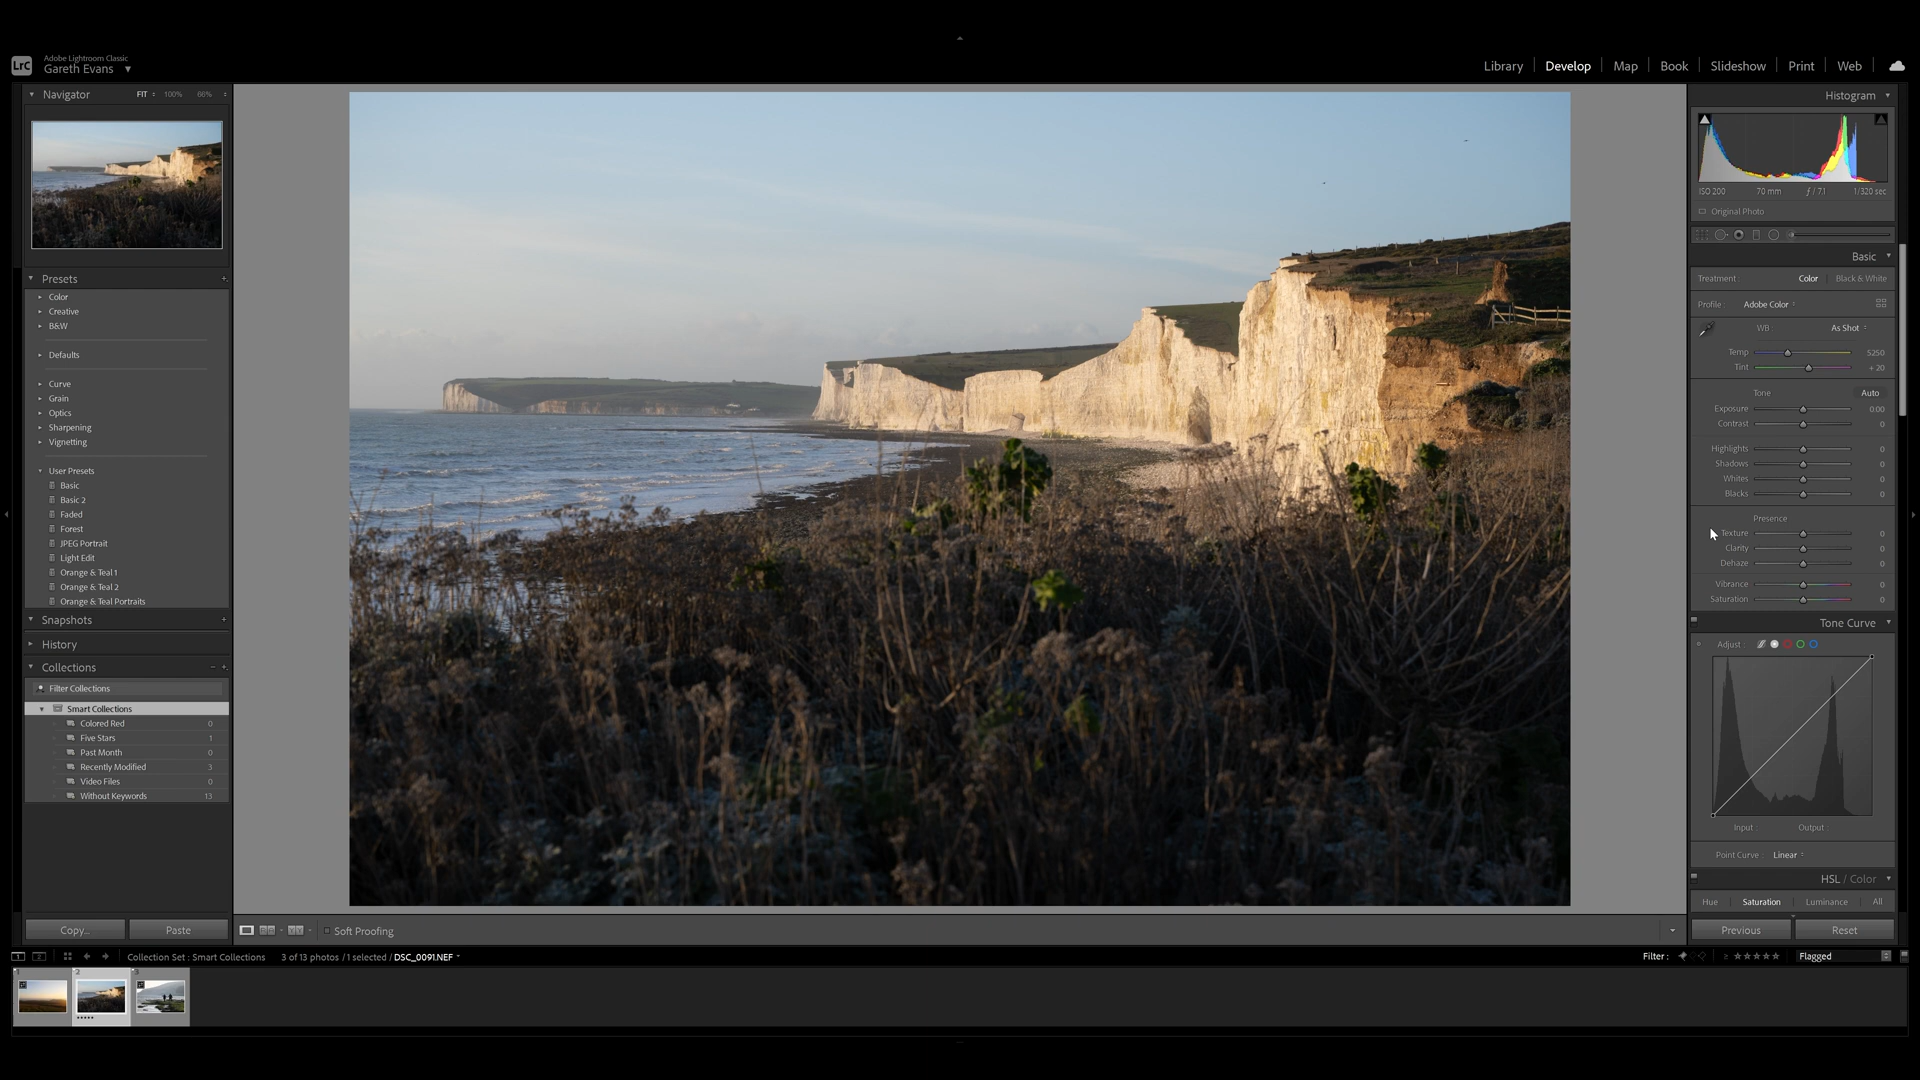 LrC
Adobe Lightroom Classic
Gareth Evans
Library
Develop
Map
Book
Slideshow
Print
Web
Navigator
FIT
100%
66%
Presets
Color
Creative
B&W
Defaults
Curve
Grain
Optics
Sharpening
Vignetting
User Presets
Basic
Basic 2
Faded
Forest
JPEG Portrait
Light Edit
Orange & Teal 1
Orange & Teal 2
Orange & Teal Portraits
Snapshots
History
Collections
Filter Collections
Smart Collections
Colored Red 0
Five Stars 1
Past Month 0
Recently Modified 3
Video Files 0
Without Keywords 13
Copy...
Paste
Soft Proofing
Histogram
ISO 200 70 mm ƒ / 7.1 1/320 sec
Original Photo
Basic
Treatment : Color Black & White
Profile : Adobe Color
WB : As Shot
Temp 5250
Tint + 20
Tone Auto
Exposure 0.00
Contrast 0
Highlights 0
Shadows 0
Whites 0
Blacks 0
Presence
Texture 0
Clarity 0
Dehaze 0
Vibrance 0
Saturation 0
Tone Curve
Adjust :
Input : Output :
Point Curve : Linear
HSL / Color
Hue Saturation Luminance All
Previous
Reset
1 2
Collection Set : Smart Collections 3 of 13 photos / 1 selected / DSC_0091.NEF
Filter : ≥ Flagged
1
2
3